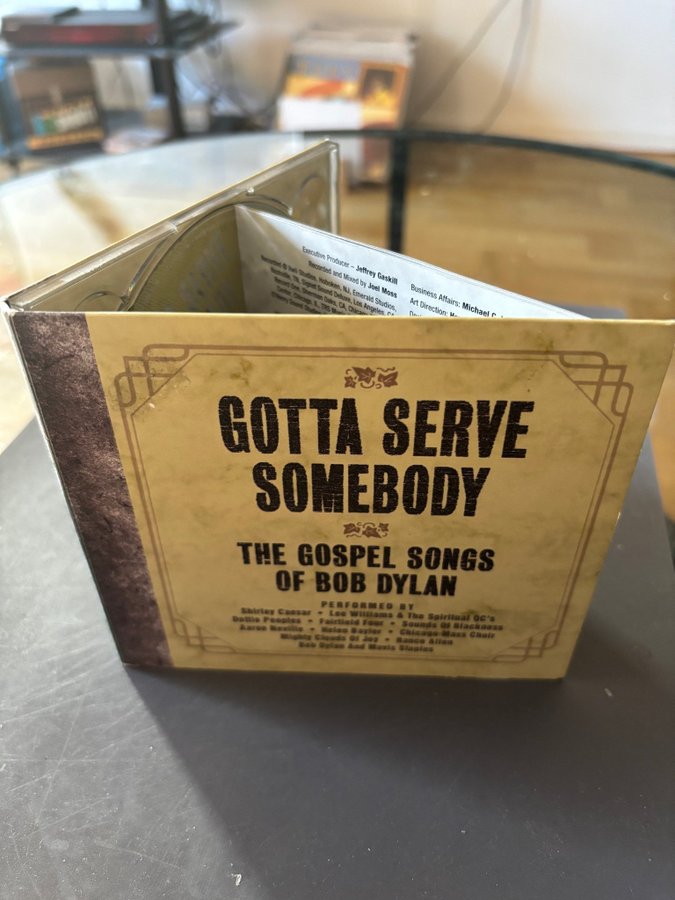 Executive Producer – Jeffrey Gaskill
Recorded and Mixed by Joel Moss
Business Affairs: Michael
Art Direction:
GOTTA SERVE
SOMEBODY
THE GOSPEL SONGS
OF BOB DYLAN
PERFORMED BY
Shirley Caesar • Lee Williams & The Spiritual QC's
Dottie Peoples • Fairfield Four • Sounds Of Blackness
Aaron Neville • Helen Baylor • Chicago Mass Choir
Mighty Clouds Of Joy • Rance Allen
Bob Dylan And Mavis Staples